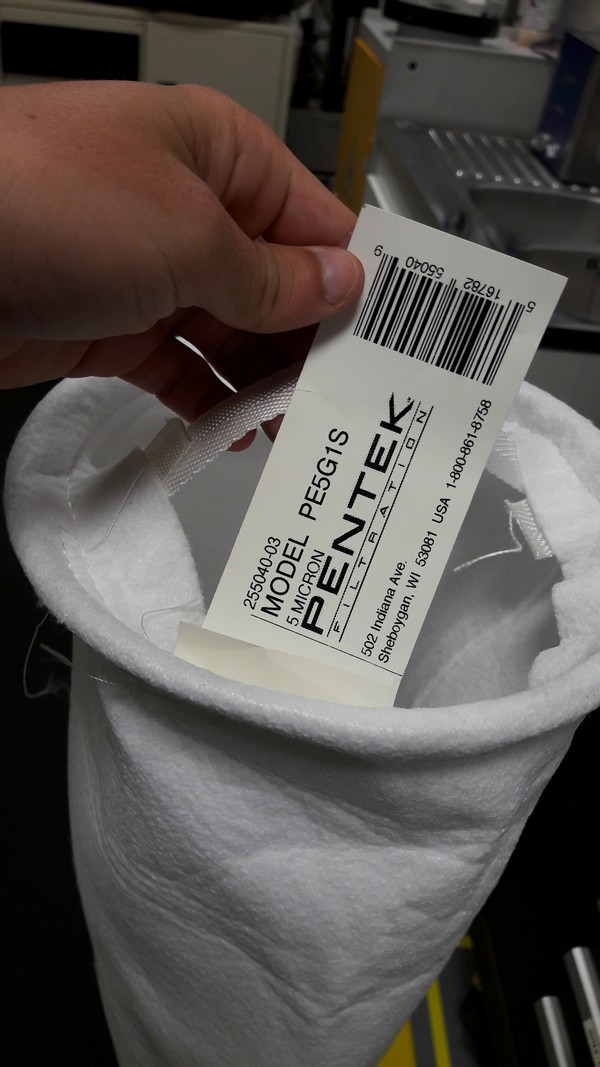 255040-03
MODEL PE5G1S
5 MICRON
PENTEK
FILTRATION
502 Indiana Ave.
Sheboygan, WI 53081 USA 1-800-861-8758
5 16782 55040 9